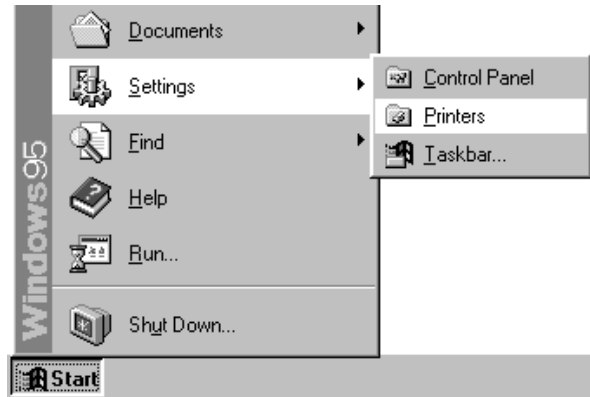 Documents
Settings
Find
Help
Run...
Shut Down...
Control Panel
Printers
Taskbar...
Windows95
Start